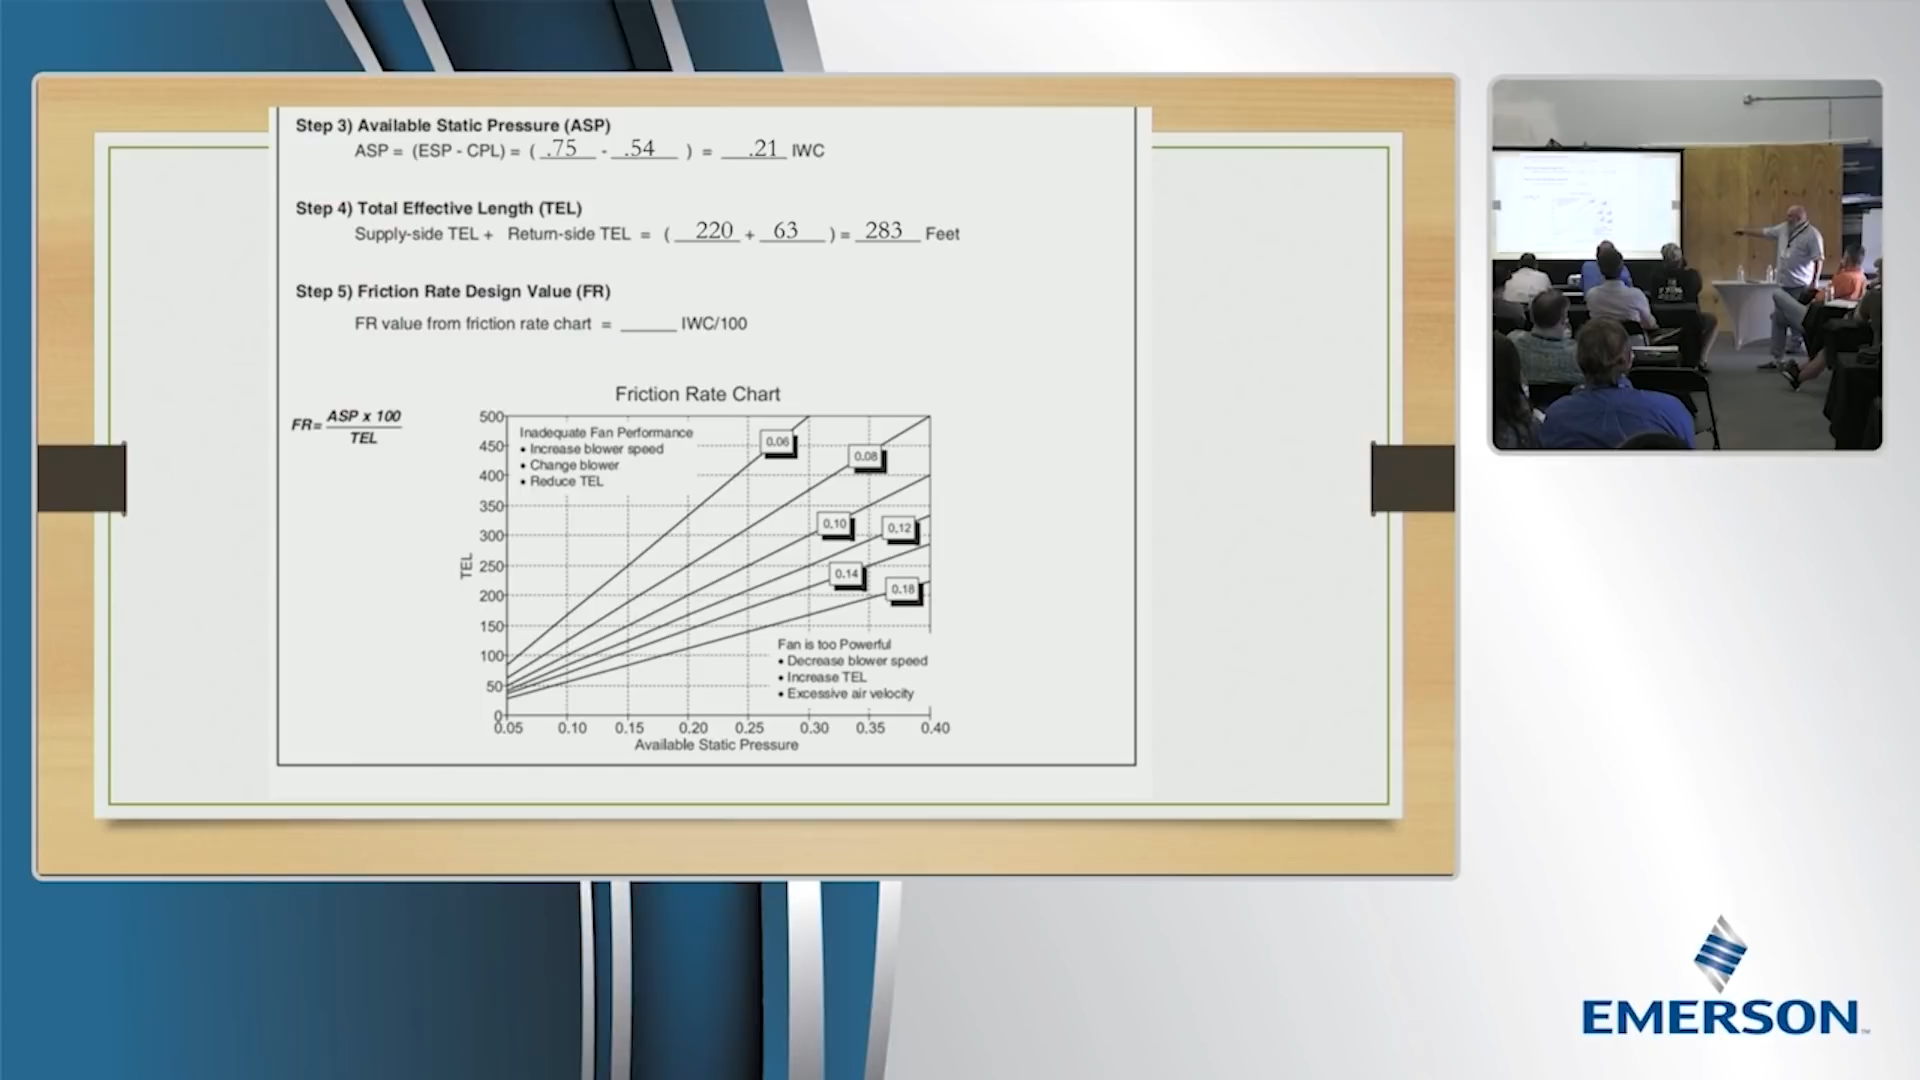 Step 3) Available Static Pressure (ASP)
ASP = (ESP - CPL) = ( .75 - .54 ) = .21 IWC
Step 4) Total Effective Length (TEL)
Supply-side TEL + Return-side TEL = ( 220 + 63 ) = 283 Feet
Step 5) Friction Rate Design Value (FR)
FR value from friction rate chart = ______ IWC/100
FR= ASP x 100
TEL
Friction Rate Chart
500
450
400
350
300
250
200
150
100
50
0
TEL
Inadequate Fan Performance
• Increase blower speed
• Change blower
• Reduce TEL
0.06
0.08
0.10
0.12
0.14
0.18
Fan is too Powerful
• Decrease blower speed
• Increase TEL
• Excessive air velocity
0.05 0.10 0.15 0.20 0.25 0.30 0.35 0.40
Available Static Pressure
EMERSON